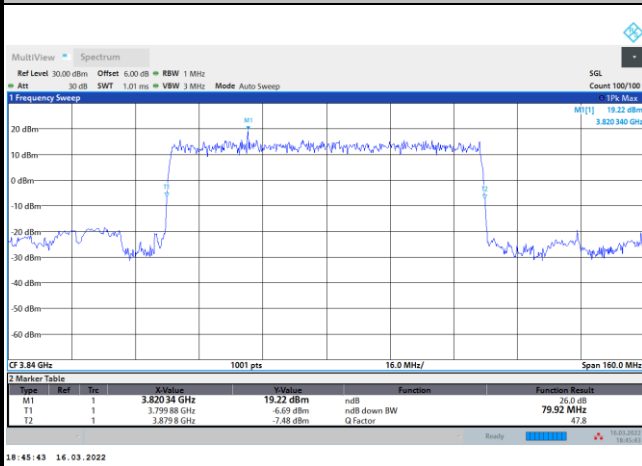 MultiView Spectrum
Ref Level 30.00 dBm Offset 6.00 dB RBW 1 MHz SGL
Att 30 dB SWT 1.01 ms VBW 3 MHz Mode Auto Sweep Count 100/100
1 Frequency Sweep 1Pk Max
M1[1] 19.22 dBm
3.820 340 GHz
M1
20 dBm
10 dBm
0 dBm
T1
T2
-10 dBm
-20 dBm
-30 dBm
-40 dBm
-50 dBm
-60 dBm
CF 3.84 GHz 1001 pts 16.0 MHz/ Span 160.0 MHz
2 Marker Table
Type Ref Trc X-Value Y-Value Function Function Result
M1 1 3.82034 GHz 19.22 dBm ndB 26.0 dB
T1 1 3.79988 GHz -6.69 dBm ndB down BW 79.92 MHz
T2 1 3.8798 GHz -7.48 dBm Q Factor 47.8
Ready 16.03.2022
18:45:43
18:45:43 16.03.2022